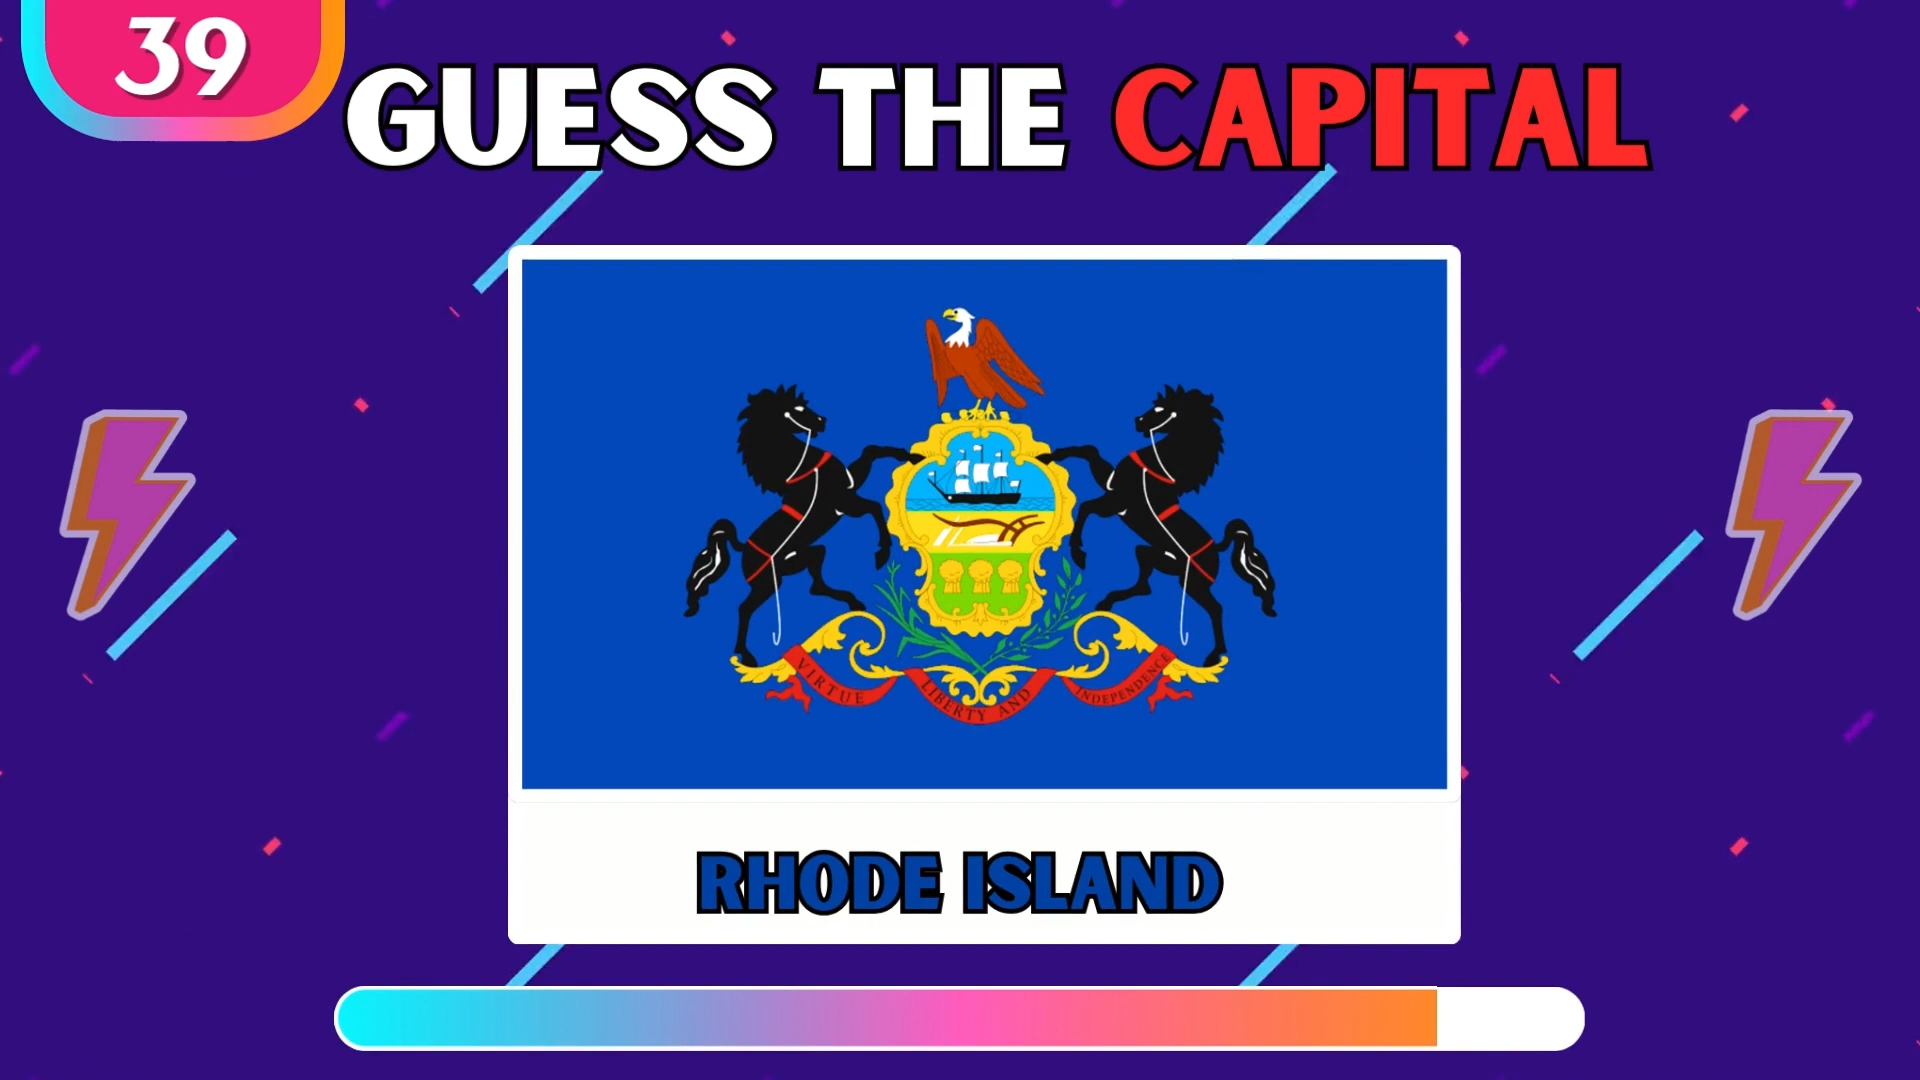 39
GUESS THE CAPITAL
VIRTUE
LIBERTY AND
INDEPENDENCE
RHODE ISLAND